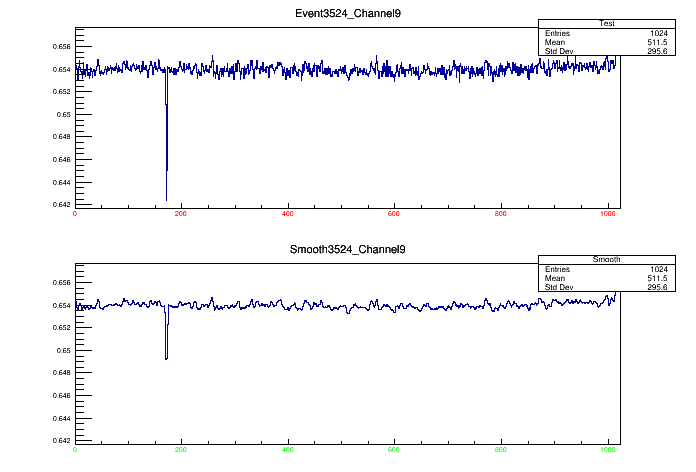 Event3524_Channel9
Test
Entries 1024
Mean 511.5
Std Dev 295.6
0.656
0.654
0.652
0.65
0.648
0.646
0.644
0.642
0 200 400 600 800 1000
Smooth3524_Channel9
Smooth
Entries 1024
Mean 511.5
Std Dev 295.6
0.656
0.654
0.652
0.65
0.648
0.646
0.644
0.642
0 200 400 600 800 1000